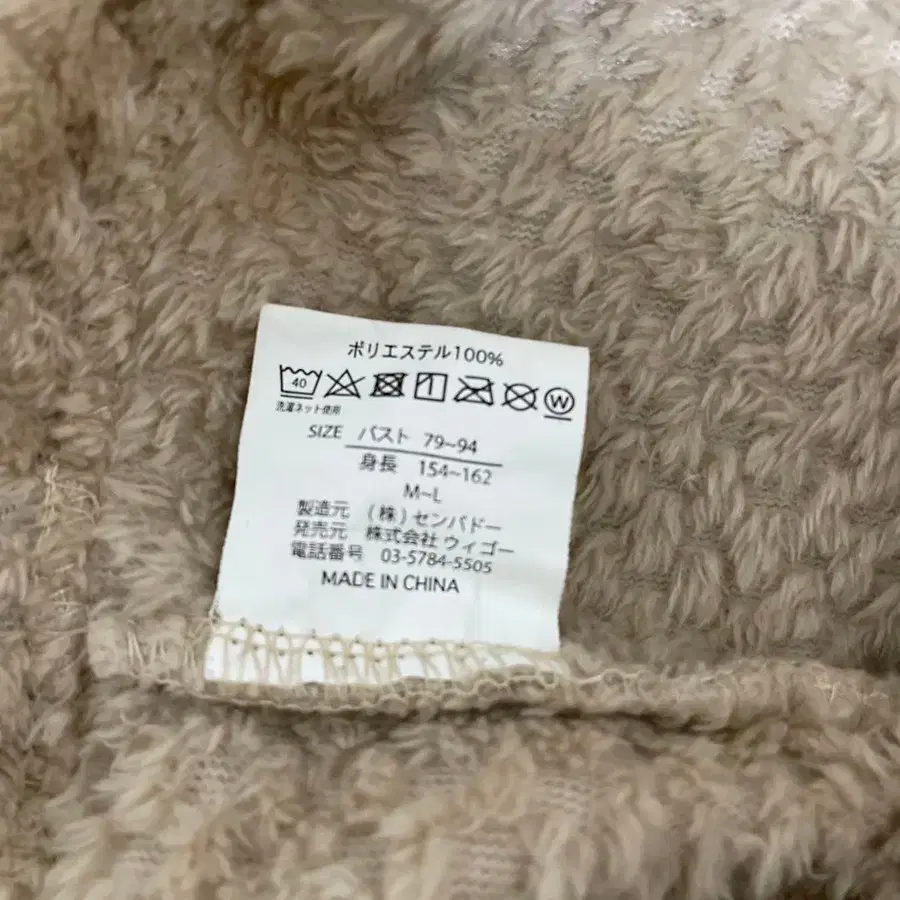 ポリエステル100%
40
W
洗濯ネット使用
SIZE バスト 79~94
身長 154~162
M~L
製造元 (株)センバドー
発売元 株式会社 ウィゴー
電話番号 03-5784-5505
MADE IN CHINA